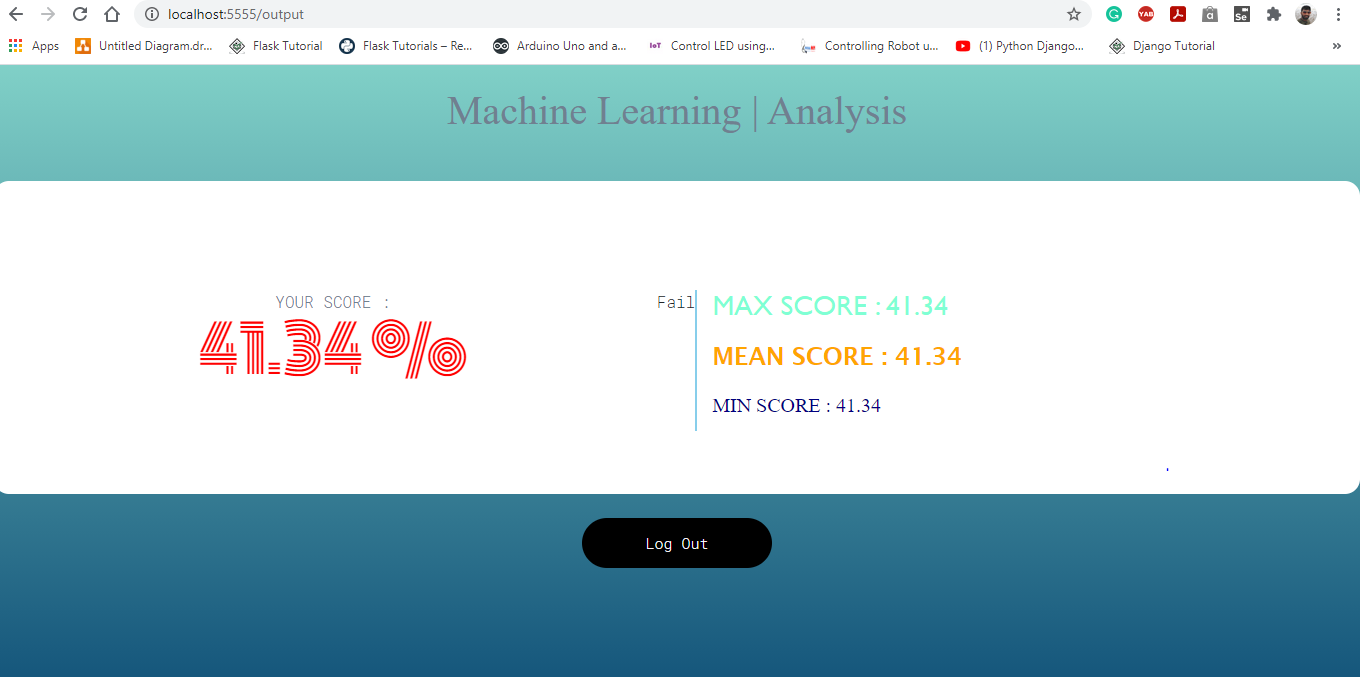 localhost:5555/output
Apps Untitled Diagram.dr... Flask Tutorial Flask Tutorials – Re... Arduino Uno and a... IoT Control LED using... Controlling Robot u... (1) Python Django... Django Tutorial »
Machine Learning | Analysis
YOUR SCORE :
41.34%
Fail
MAX SCORE : 41.34
MEAN SCORE : 41.34
MIN SCORE : 41.34
Log Out